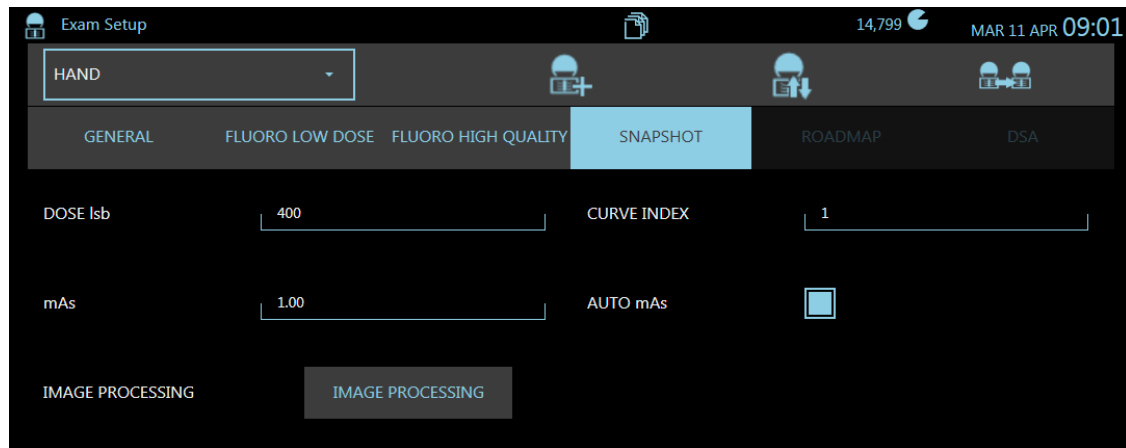 Exam Setup 14,799 MAR 11 APR 09:01
HAND
GENERAL FLUORO LOW DOSE FLUORO HIGH QUALITY SNAPSHOT ROADMAP DSA
DOSE lsb 400 CURVE INDEX 1
mAs 1.00 AUTO mAs
IMAGE PROCESSING IMAGE PROCESSING